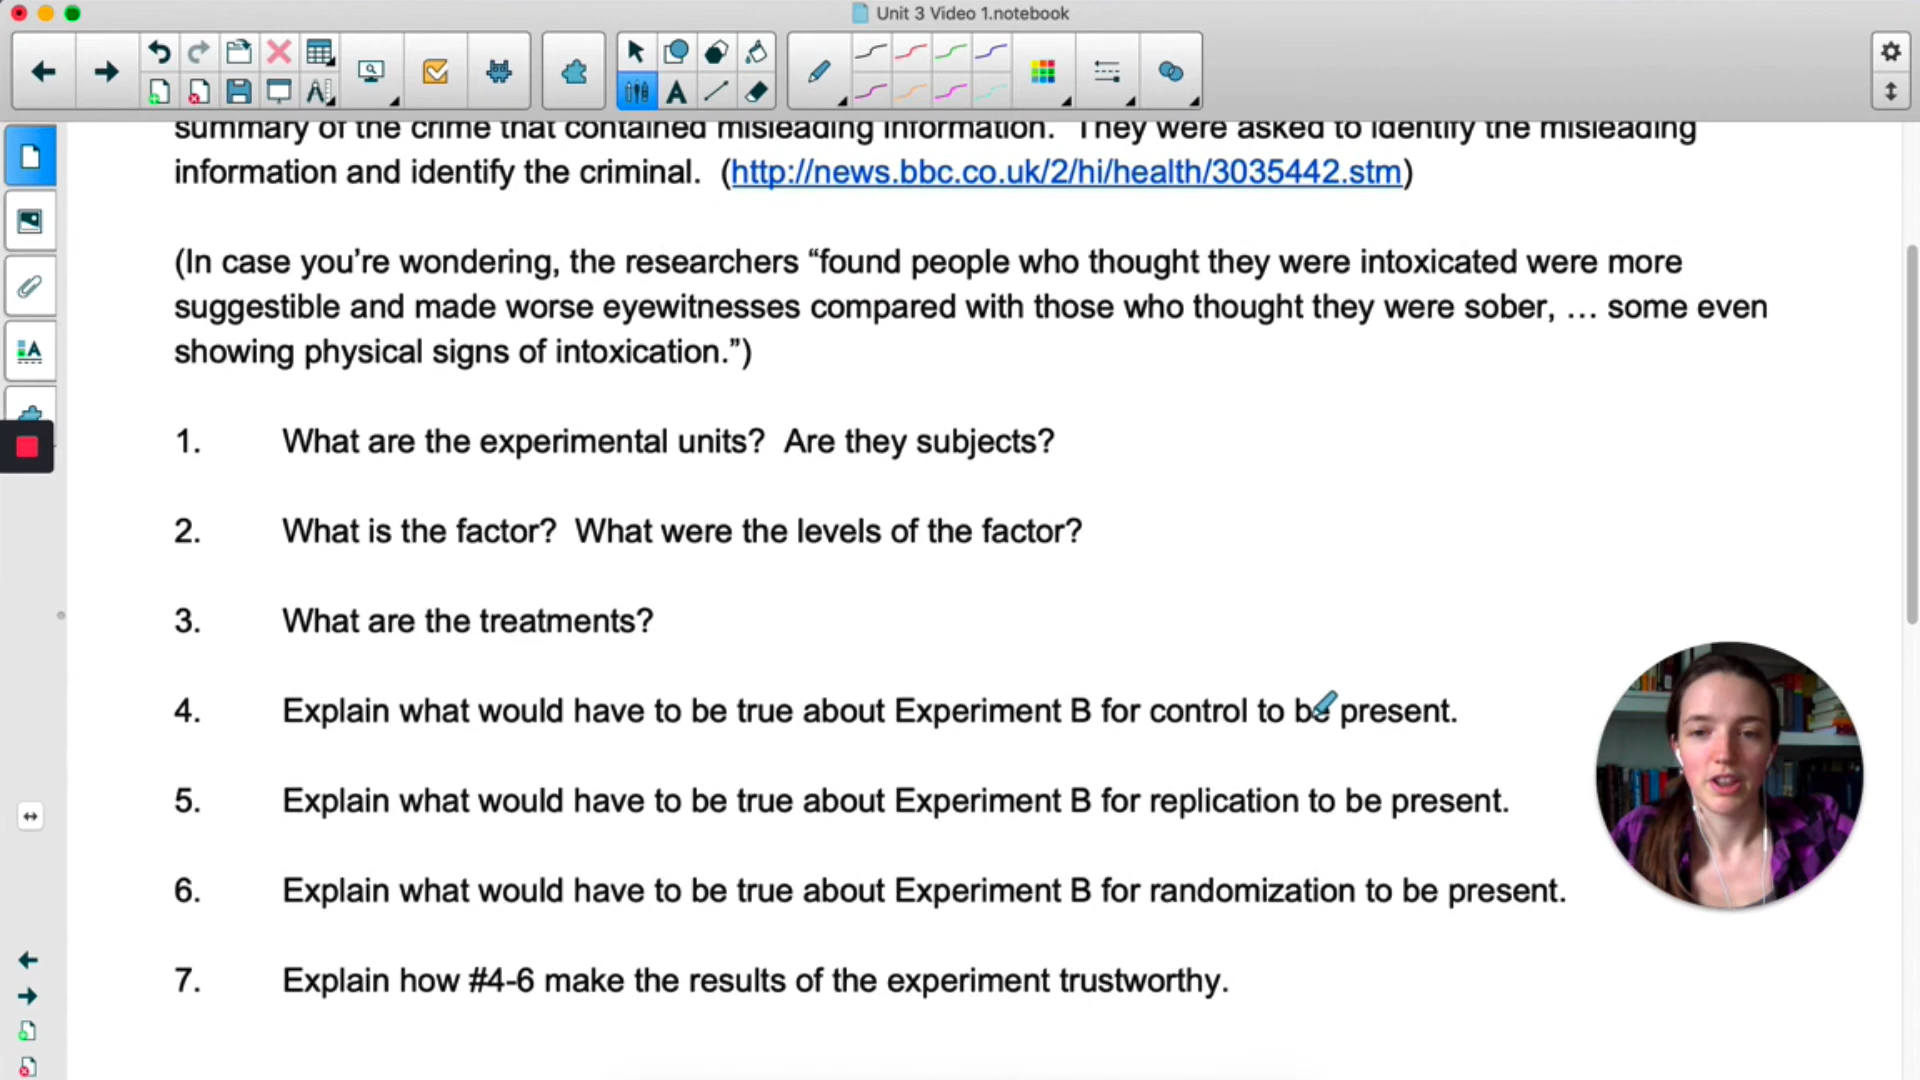 Unit 3 Video 1.notebook
summary of the crime that contained misleading information.  They were asked to identify the misleading
information and identify the criminal.  (http://news.bbc.co.uk/2/hi/health/3035442.stm)
(In case you’re wondering, the researchers “found people who thought they were intoxicated were more
suggestible and made worse eyewitnesses compared with those who thought they were sober, … some even
showing physical signs of intoxication.”)
1. What are the experimental units?  Are they subjects?
2. What is the factor?  What were the levels of the factor?
3. What are the treatments?
4. Explain what would have to be true about Experiment B for control to be present.
5. Explain what would have to be true about Experiment B for replication to be present.
6. Explain what would have to be true about Experiment B for randomization to be present.
7. Explain how #4-6 make the results of the experiment trustworthy.